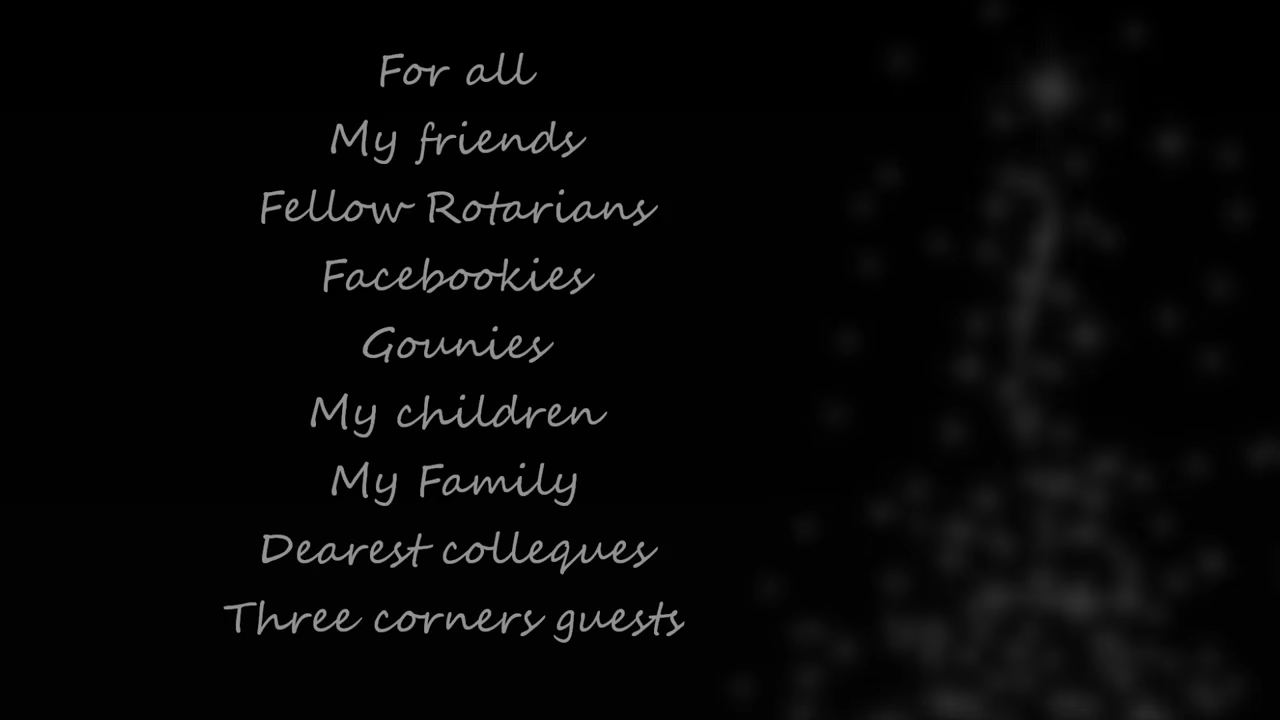 For all
My friends
Fellow Rotarians
Facebookies
Gounies
My children
My Family
Dearest colleques
Three corners guests